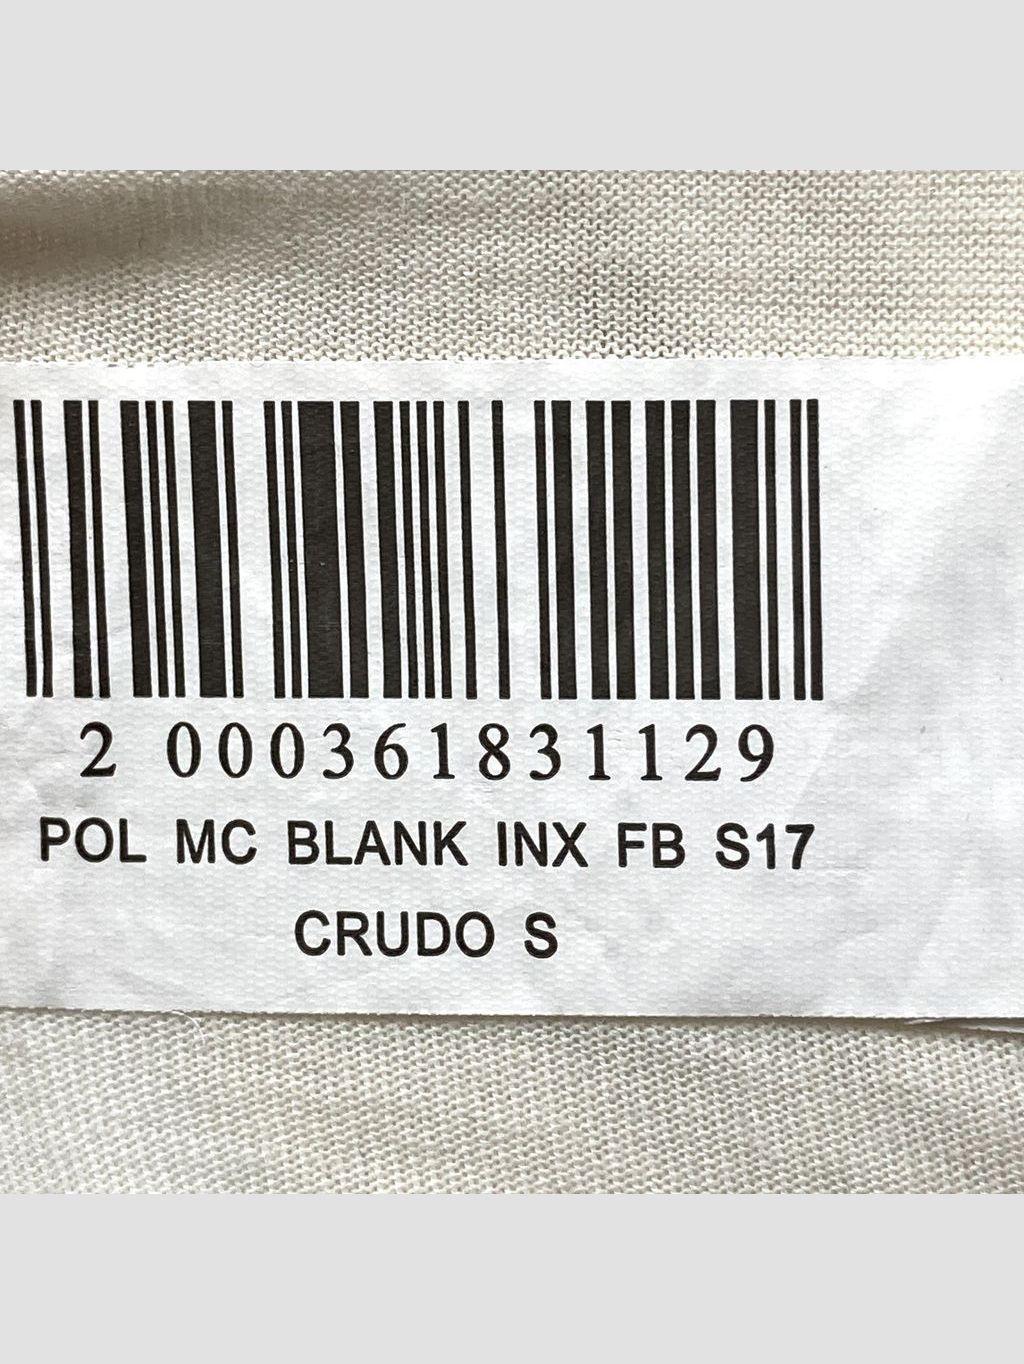 2 000361831129
POL MC BLANK INX FB S17
CRUDO S